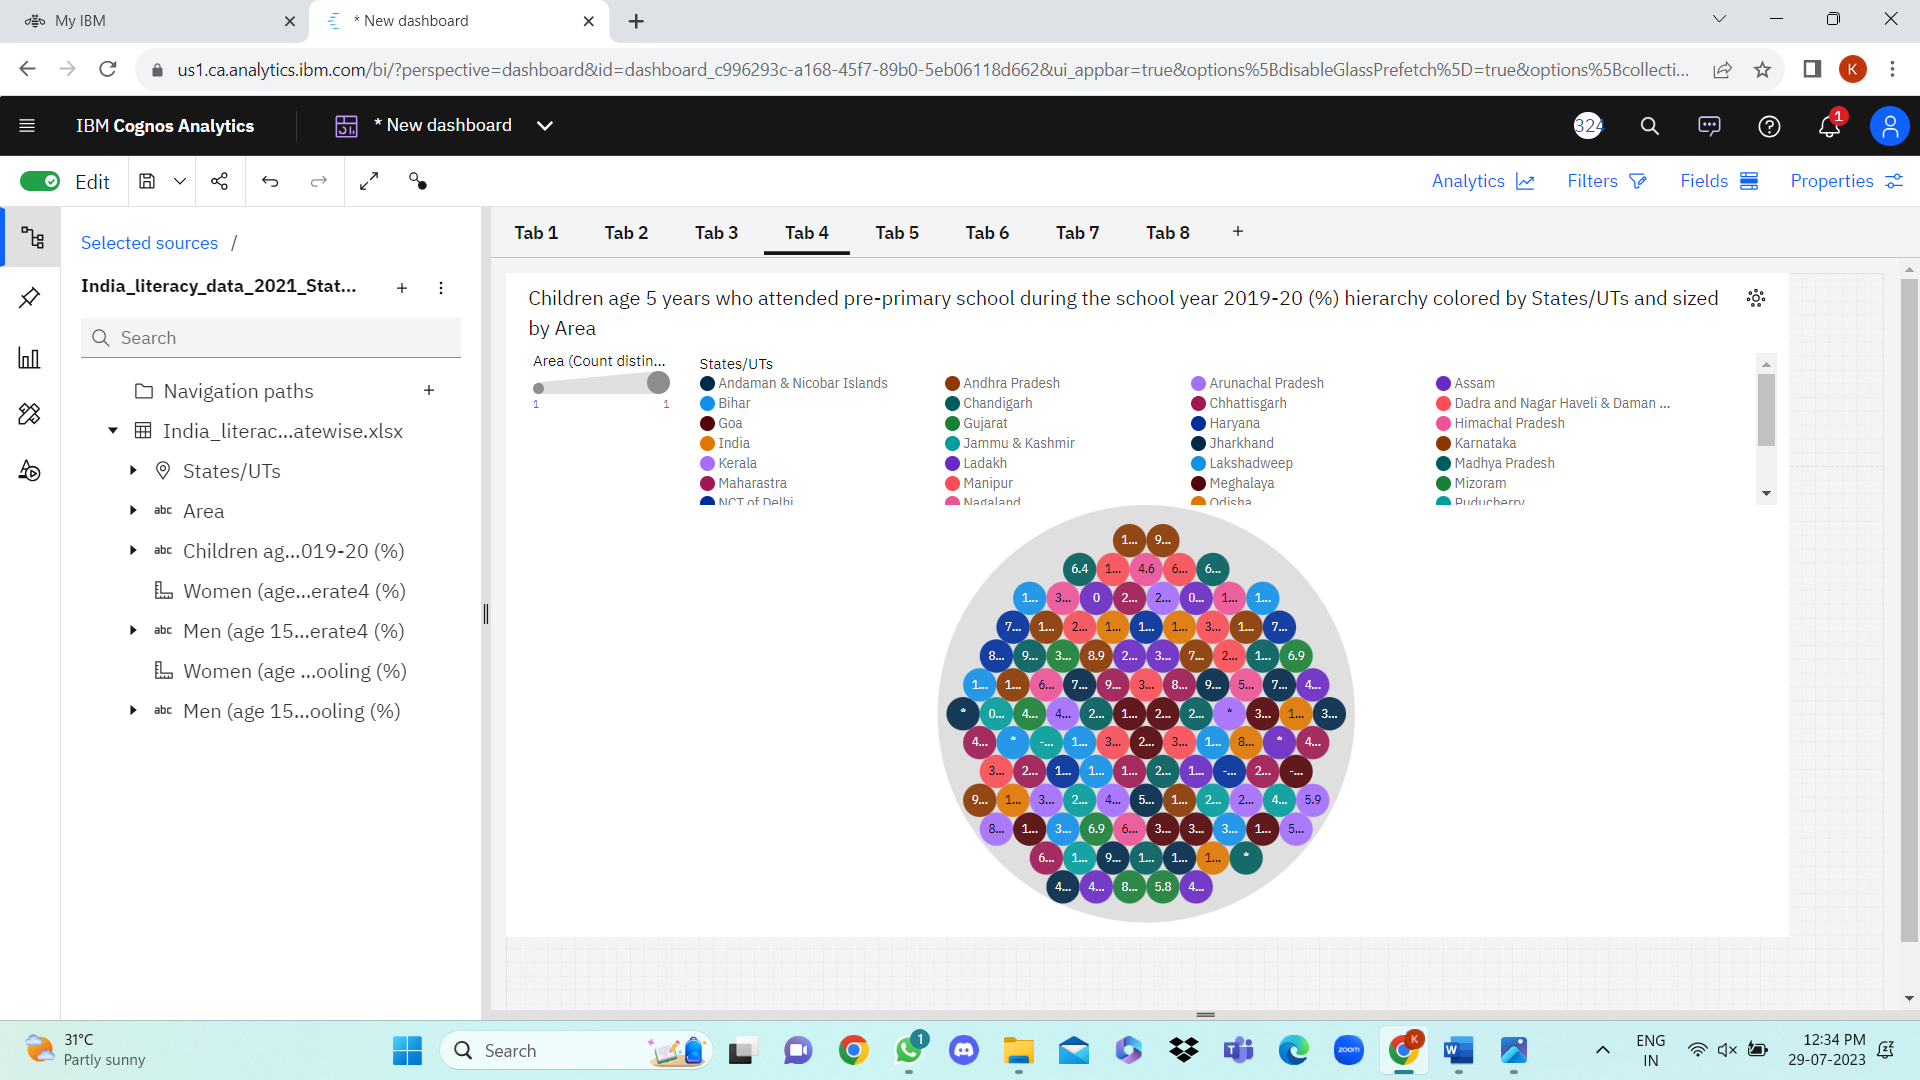 My IBM
* New dashboard
us1.ca.analytics.ibm.com/bi/?perspective=dashboard&id=dashboard_c996293c-a168-45f7-89b0-5eb06118d662&ui_appbar=true&options%5BdisableGlassPrefetch%5D=true&options%5Bcollecti...
K
IBM Cognos Analytics
* New dashboard
324
1
Edit
Analytics
Filters
Fields
Properties
Selected sources /
India_literacy_data_2021_Stat...
Search
Navigation paths
India_literac...atewise.xlsx
States/UTs
abc Area
abc Children ag...019-20 (%)
Women (age...erate4 (%)
abc Men (age 15...erate4 (%)
Women (age ...ooling (%)
abc Men (age 15...ooling (%)
Tab 1 Tab 2 Tab 3 Tab 4 Tab 5 Tab 6 Tab 7 Tab 8 +
Children age 5 years who attended pre-primary school during the school year 2019-20 (%) hierarchy colored by States/UTs and sized
by Area
Area (Count distin...
1 1
States/UTs
Andaman & Nicobar Islands Andhra Pradesh Arunachal Pradesh Assam
Bihar Chandigarh Chhattisgarh Dadra and Nagar Haveli & Daman ...
Goa Gujarat Haryana Himachal Pradesh
India Jammu & Kashmir Jharkhand Karnataka
Kerala Ladakh Lakshadweep Madhya Pradesh
Maharastra Manipur Meghalaya Mizoram
NCT of Delhi Nagaland Odisha Puducherry
1... 9...
6.4 1... 4.6 6... 6...
1... 3... 0 2... 2... 0... 1... 1...
7... 1... 2... 1... 1... 1... 3... 1... 7...
8... 9... 3... 8.9 2... 3... 7... 2... 1... 6.9
1... 1... 6... 7... 9... 3... 8... 9... 5... 7... 4...
* 0... 4... 4... 2... 1... 2... 2... * 3... 1... 3...
4... * -... 1... 3... 2... 3... 1... 8... * 4...
3... 2... 1... 1... 1... 2... 1... -... 2... -...
9... 1... 3... 2... 4... 5... 1... 2... 2... 4... 5.9
8... 1... 3... 6.9 6... 3... 3... 3... 1... 5...
6... 1... 9... 1... 1... 1... *
4... 4... 8... 5.8 4...
31°C
Partly sunny
Search
1
zoom
K
W
ENG
IN
12:34 PM
29-07-2023